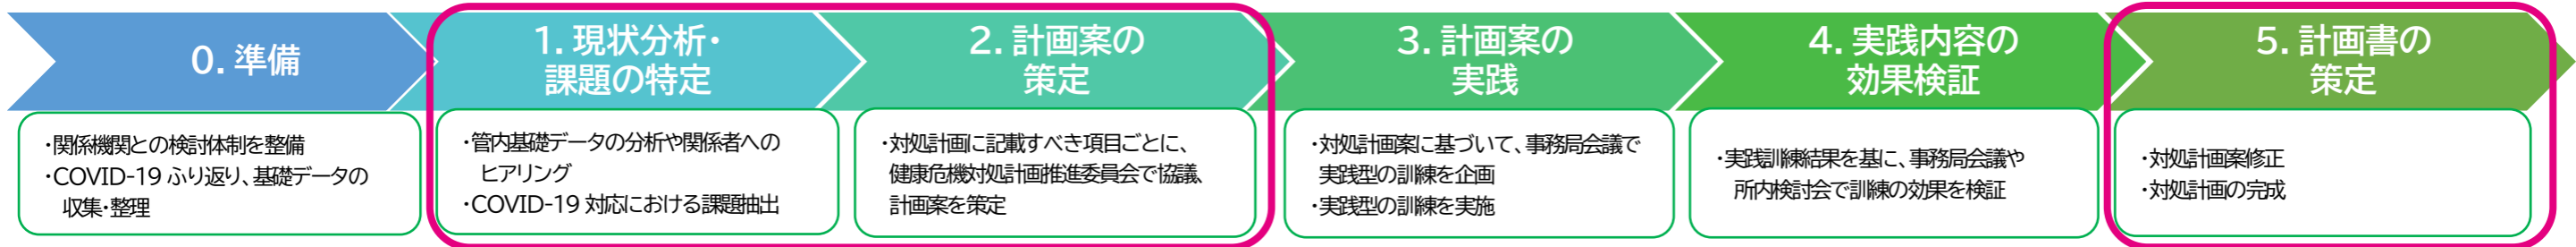 0. 準備
・関係機関との検討体制を整備
・COVID-19 ふり返り、基礎データの
収集・整理
1. 現状分析・
課題の特定
・管内基礎データの分析や関係者への
ヒアリング
・COVID-19 対応における課題抽出
2. 計画案の
策定
・対処計画に記載すべき項目ごとに、
健康危機対処計画推進委員会で協議、
計画案を策定
3. 計画案の
実践
・対処計画案に基づいて、事務局会議で
実践型の訓練を企画
・実践型の訓練を実施
4. 実践内容の
効果検証
・実践訓練結果を基に、事務局会議や
所内検討会で訓練の効果を検証
5. 計画書の
策定
・対処計画案修正
・対処計画の完成